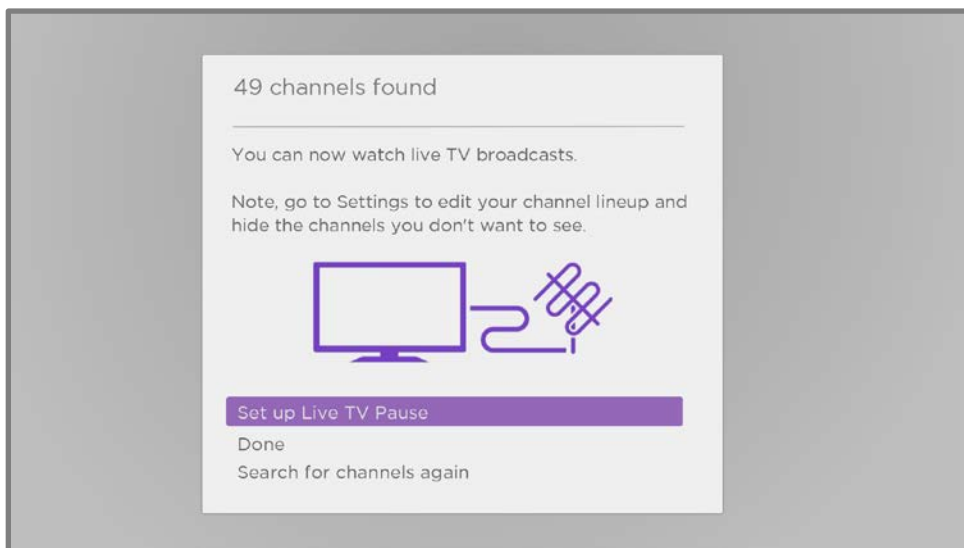 49 channels found
You can now watch live TV broadcasts.
Note, go to Settings to edit your channel lineup and
hide the channels you don't want to see.
Set up Live TV Pause
Done
Search for channels again